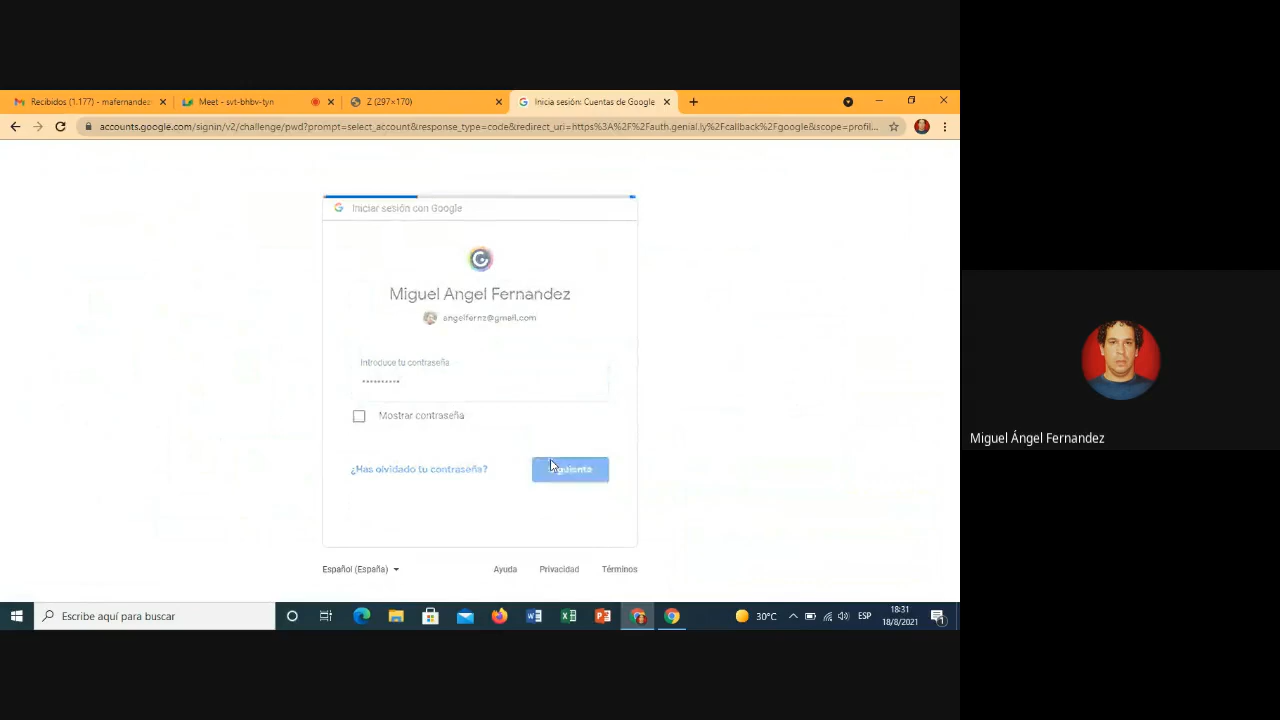 Recibidos (1.177) - mafernandez
Meet - svt-bhbv-tyn
Z (297×170)
Inicia sesión: Cuentas de Google
accounts.google.com/signin/v2/challenge/pwd?prompt=select_account&response_type=code&redirect_uri=https%3A%2F%2Fauth.genial.ly%2Fcallback%2Fgoogle&scope=profil...
Iniciar sesión con Google
Miguel Angel Fernandez
angelfernz@gmail.com
Introduce tu contraseña
••••••••••
Mostrar contraseña
¿Has olvidado tu contraseña?
Siguiente
Español (España)
Ayuda
Privacidad
Términos
Miguel Ángel Fernandez
Escribe aquí para buscar
30°C
ESP
18:31
18/8/2021
1